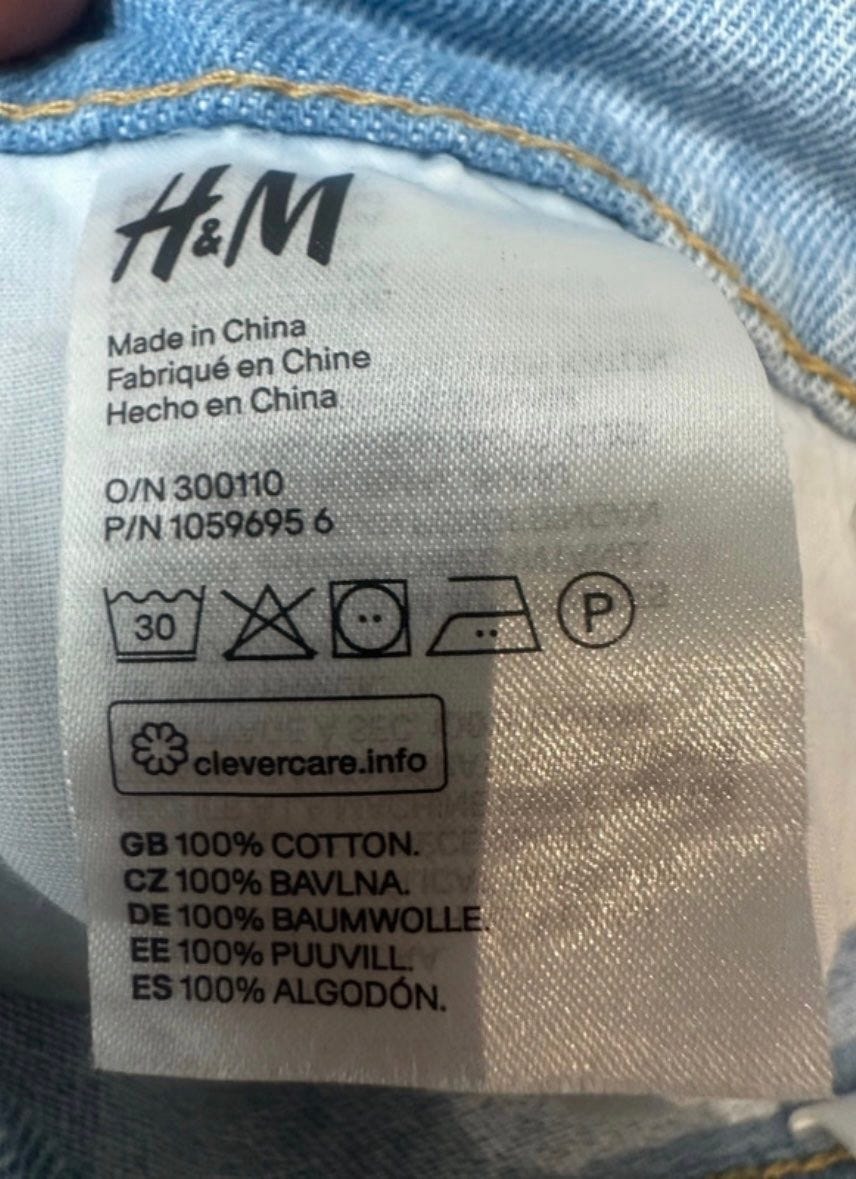 H&M
Made in China
Fabriqué en Chine
Hecho en China
O/N 300110
P/N 1059695 6
30
P
clevercare.info
GB 100% COTTON.
CZ 100% BAVLNA.
DE 100% BAUMWOLLE.
EE 100% PUUVILL.
ES 100% ALGODÓN.